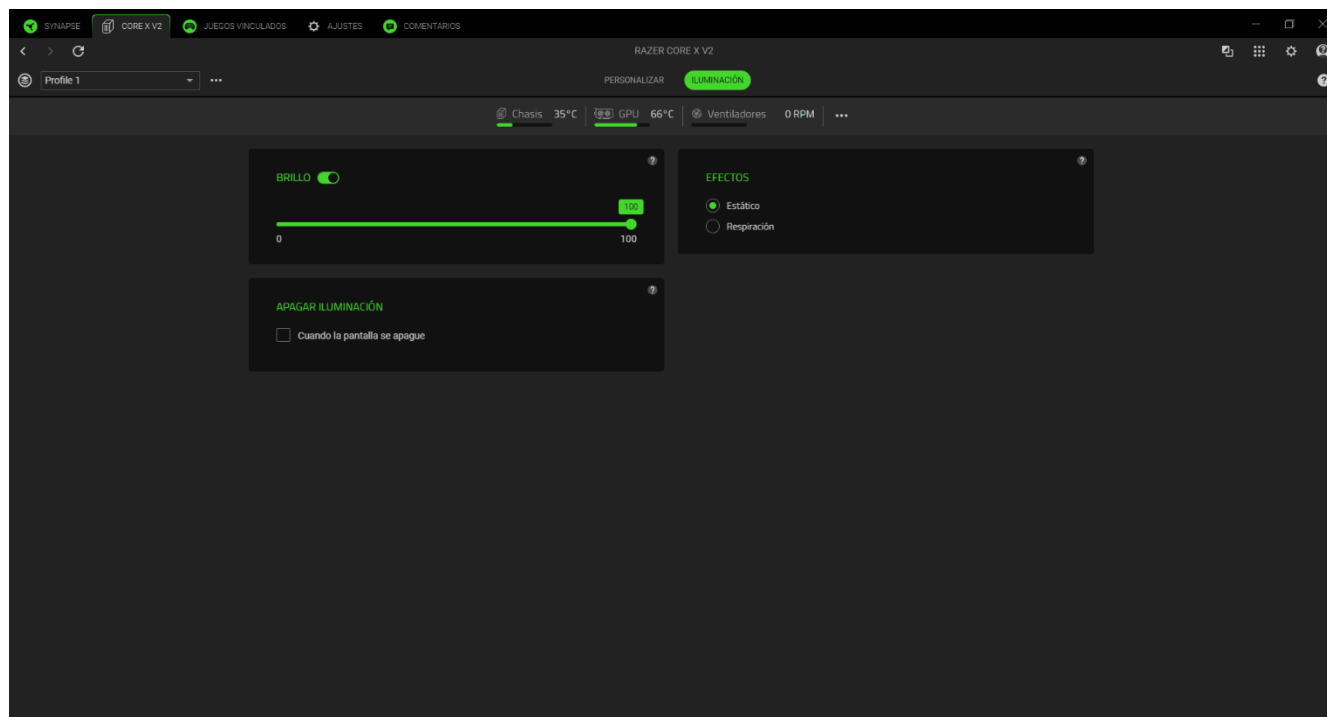 SYNAPSE CORE X V2 JUEGOS VINCULADOS AJUSTES COMENTARIOS
RAZER CORE X V2
Profile 1 PERSONALIZAR ILUMINACIÓN
Chasis 35°C GPU 66°C Ventiladores 0 RPM
BRILLO
100
0 100
EFECTOS
Estático
Respiración
APAGAR ILUMINACIÓN
Cuando la pantalla se apague